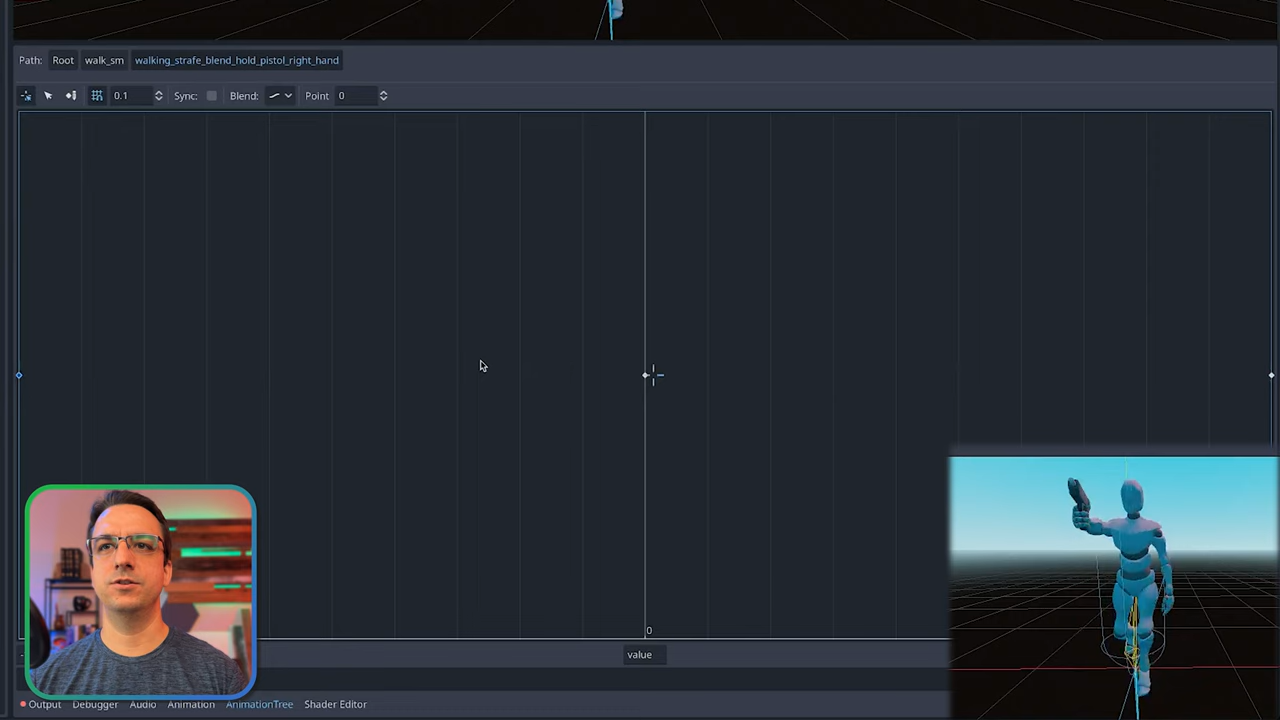 Path: Root walk_sm walking_strafe_blend_hold_pistol_right_hand
0.1 Sync: Blend: Point 0
0
value
Output Debugger Audio Animation AnimationTree Shader Editor